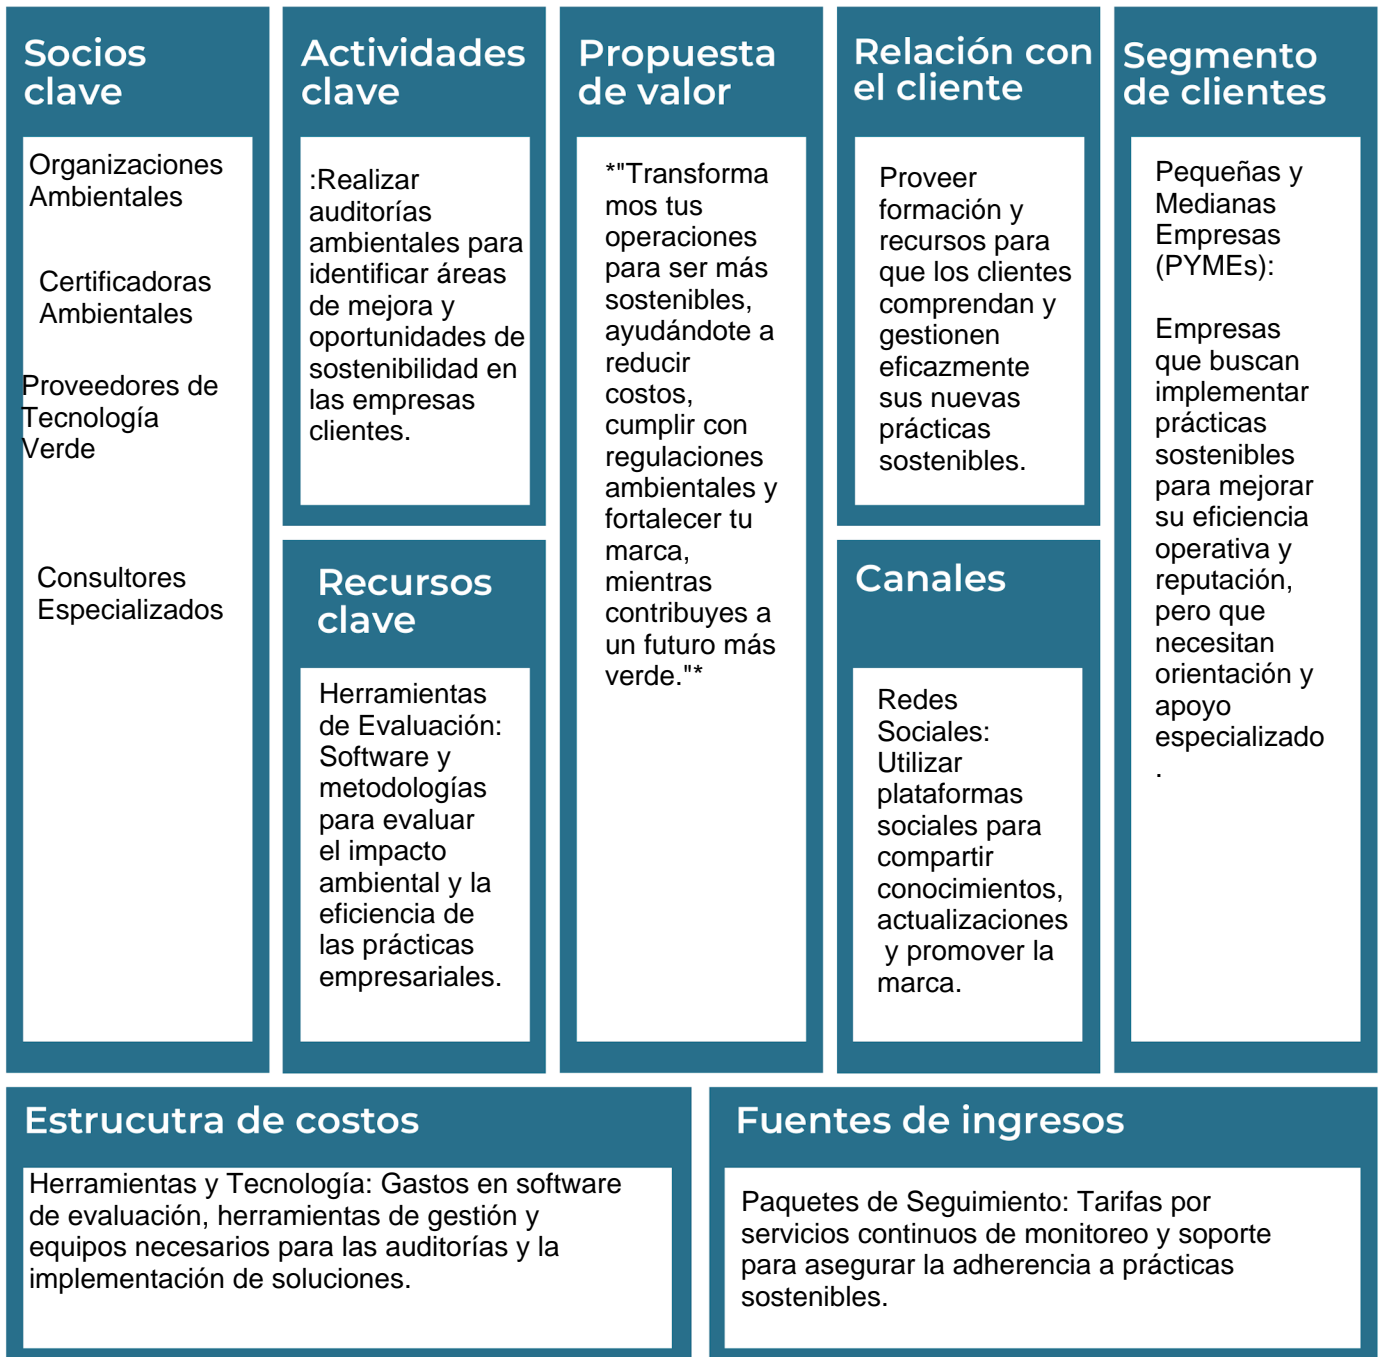 Socios
clave
Organizaciones
Ambientales
Certificadoras
Ambientales
Proveedores de
Tecnología
Verde
Consultores
Especializados
Actividades
clave
:Realizar
auditorías
ambientales para
identificar áreas
de mejora y
oportunidades de
sostenibilidad en
las empresas
clientes.
Recursos
clave
Herramientas
de Evaluación:
Software y
metodologías
para evaluar
el impacto
ambiental y la
eficiencia de
las prácticas
empresariales.
Propuesta
de valor
*"Transforma
mos tus
operaciones
para ser más
sostenibles,
ayudándote a
reducir
costos,
cumplir con
regulaciones
ambientales y
fortalecer tu
marca,
mientras
contribuyes a
un futuro más
verde."*
Relación con
el cliente
Proveer
formación y
recursos para
que los clientes
comprendan y
gestionen
eficazmente
sus nuevas
prácticas
sostenibles.
Canales
Redes
Sociales:
Utilizar
plataformas
sociales para
compartir
conocimientos,
actualizaciones
y promover la
marca.
Segmento
de clientes
Pequeñas y
Medianas
Empresas
(PYMEs):
Empresas
que buscan
implementar
prácticas
sostenibles
para mejorar
su eficiencia
operativa y
reputación,
pero que
necesitan
orientación y
apoyo
especializado
.
Estrucutra de costos
Herramientas y Tecnología: Gastos en software
de evaluación, herramientas de gestión y
equipos necesarios para las auditorías y la
implementación de soluciones.
Fuentes de ingresos
Paquetes de Seguimiento: Tarifas por
servicios continuos de monitoreo y soporte
para asegurar la adherencia a prácticas
sostenibles.